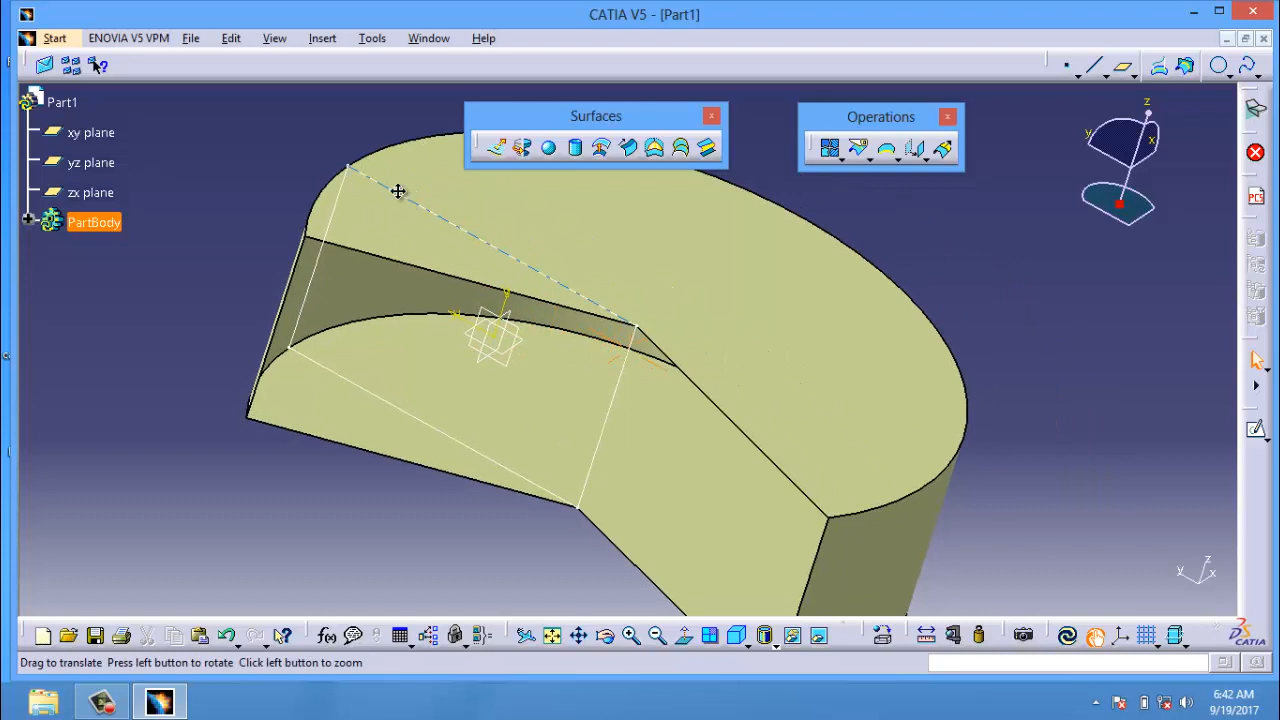 CATIA V5 - [Part1]
Start ENOVIA V5 VPM File Edit View Insert Tools Window Help
Part1
xy plane
yz plane
zx plane
PartBody
Surfaces
Operations
z
y
x
PCS
z
y
x
f(x)
CATIA
Drag to translate Press left button to rotate Click left button to zoom
6:42 AM
9/19/2017